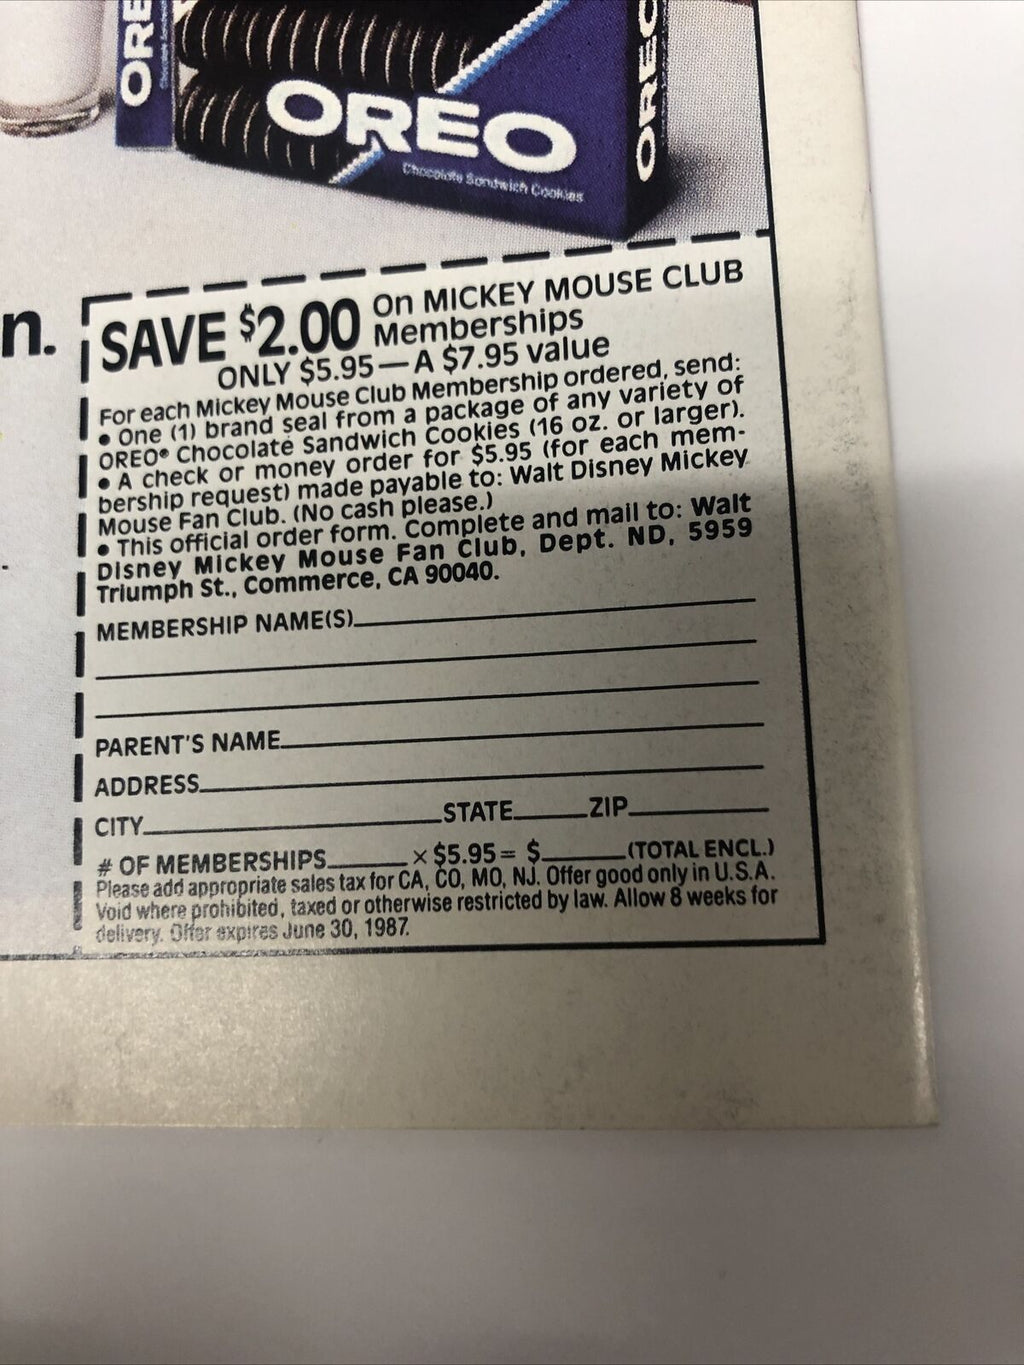 ORE
OREO
OREO
Chocolate Sandwich Cookies
n.
SAVE $2.00 On MICKEY MOUSE CLUB
Memberships
ONLY $5.95—A $7.95 value
For each Mickey Mouse Club Membership ordered, send:
• One (1) brand seal from a package of any variety of
OREO® Chocolate Sandwich Cookies (16 oz. or larger).
• A check or money order for $5.95 (for each mem-
bership request) made payable to: Walt Disney Mickey
Mouse Fan Club. (No cash please.)
• This official order form. Complete and mail to: Walt
Disney Mickey Mouse Fan Club, Dept. ND, 5959
Triumph St., Commerce, CA 90040.
MEMBERSHIP NAME(S)
PARENT'S NAME
ADDRESS
CITY STATE ZIP
# OF MEMBERSHIPS × $5.95 = $ (TOTAL ENCL.)
Please add appropriate sales tax for CA, CO, MO, NJ. Offer good only in U.S.A.
Void where prohibited, taxed or otherwise restricted by law. Allow 8 weeks for
delivery. Offer expires June 30, 1987.